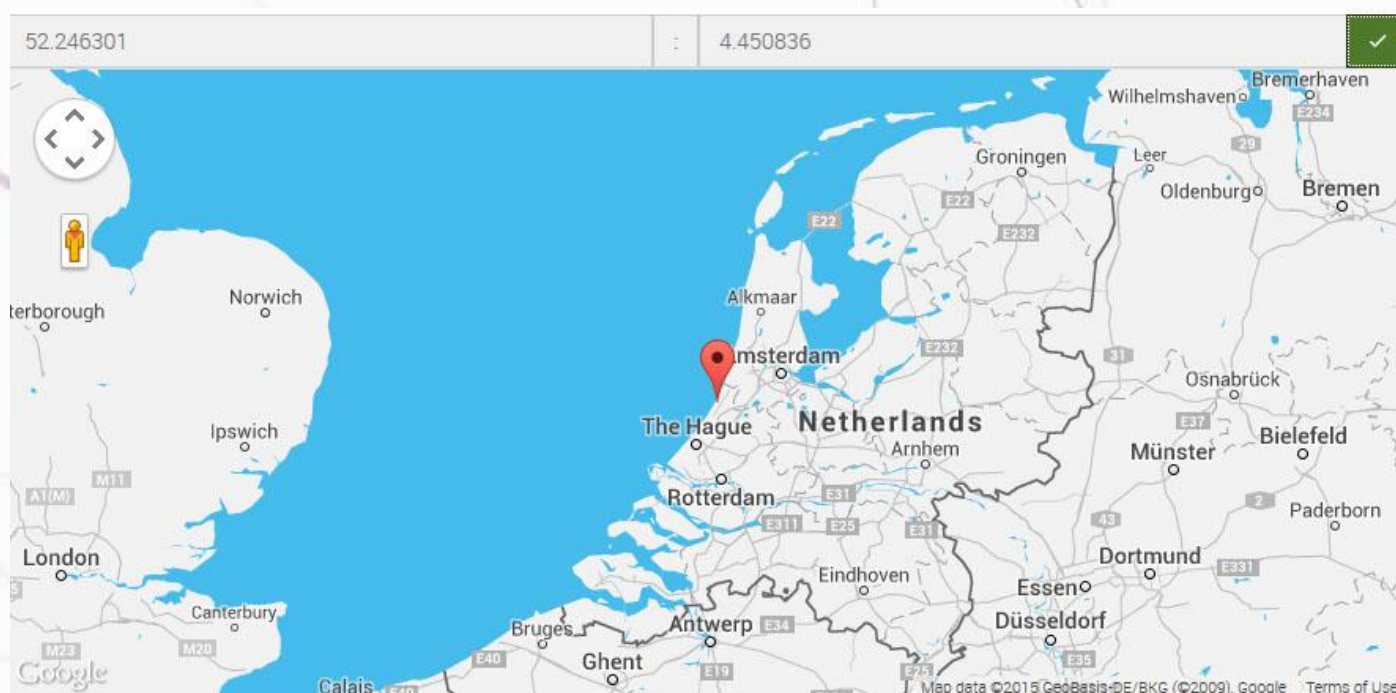 52.246301 : 4.450836
Bremerhaven
Wilhelmshaven
E234
29
Groningen
Leer
Oldenburg
Bremen
E22
E22
E232
Norwich
Alkmaar
terborough
msterdam
E232
31
Osnabrück
Netherlands
The Hague
E37
Ipswich
Bielefeld
Arnhem
Münster
M11
A1(M)
Rotterdam
E31
2
Paderborn
E311
E25
E31
43
London
Dortmund
E331
Eindhoven
Essen
Canterbury
Düsseldorf
Bruges
Antwerp
E34
M23
M20
E40
Ghent
E19
E25
E35
Google
Calais
E40
Map data ©2015 GeoBasis-DE/BKG (©2009), Google
Terms of Use